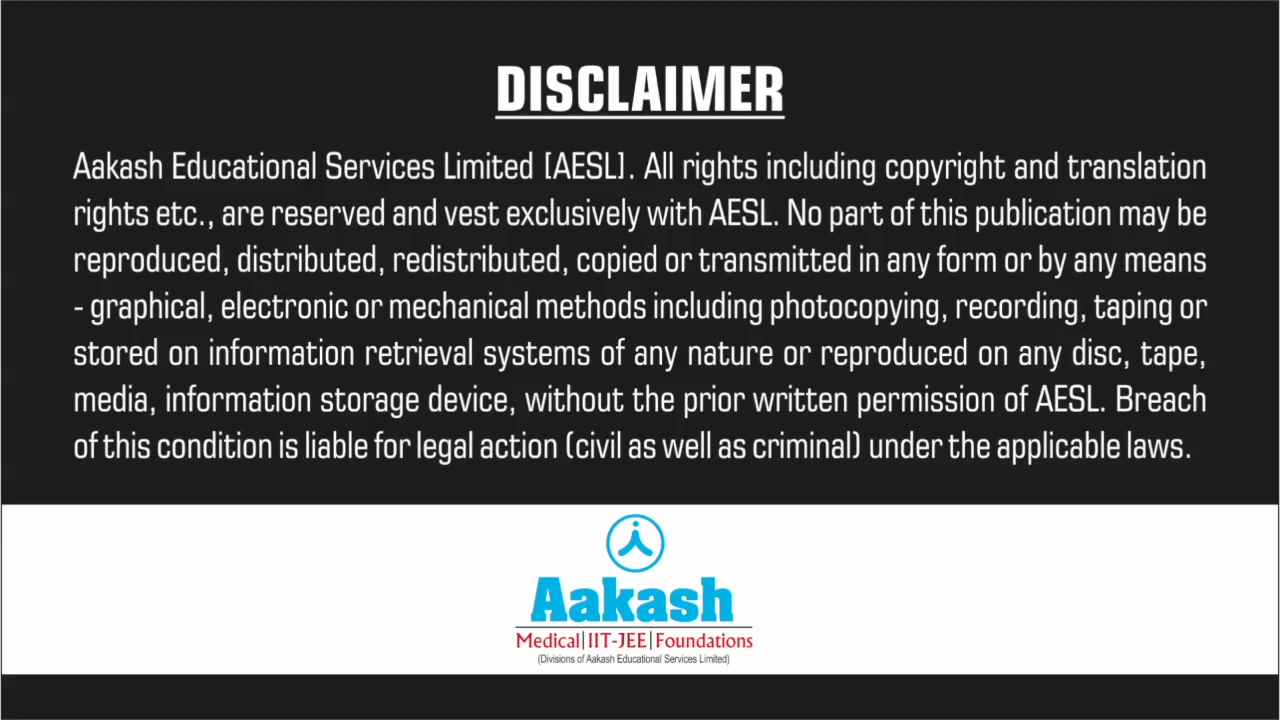 DISCLAIMER
Aakash Educational Services Limited [AESL]. All rights including copyright and translation
rights etc., are reserved and vest exclusively with AESL. No part of this publication may be
reproduced, distributed, redistributed, copied or transmitted in any form or by any means
- graphical, electronic or mechanical methods including photocopying, recording, taping or
stored on information retrieval systems of any nature or reproduced on any disc, tape,
media, information storage device, without the prior written permission of AESL. Breach
of this condition is liable for legal action (civil as well as criminal) under the applicable laws.
Aakash
Medical|IIT-JEE|Foundations
(Divisions of Aakash Educational Services Limited)